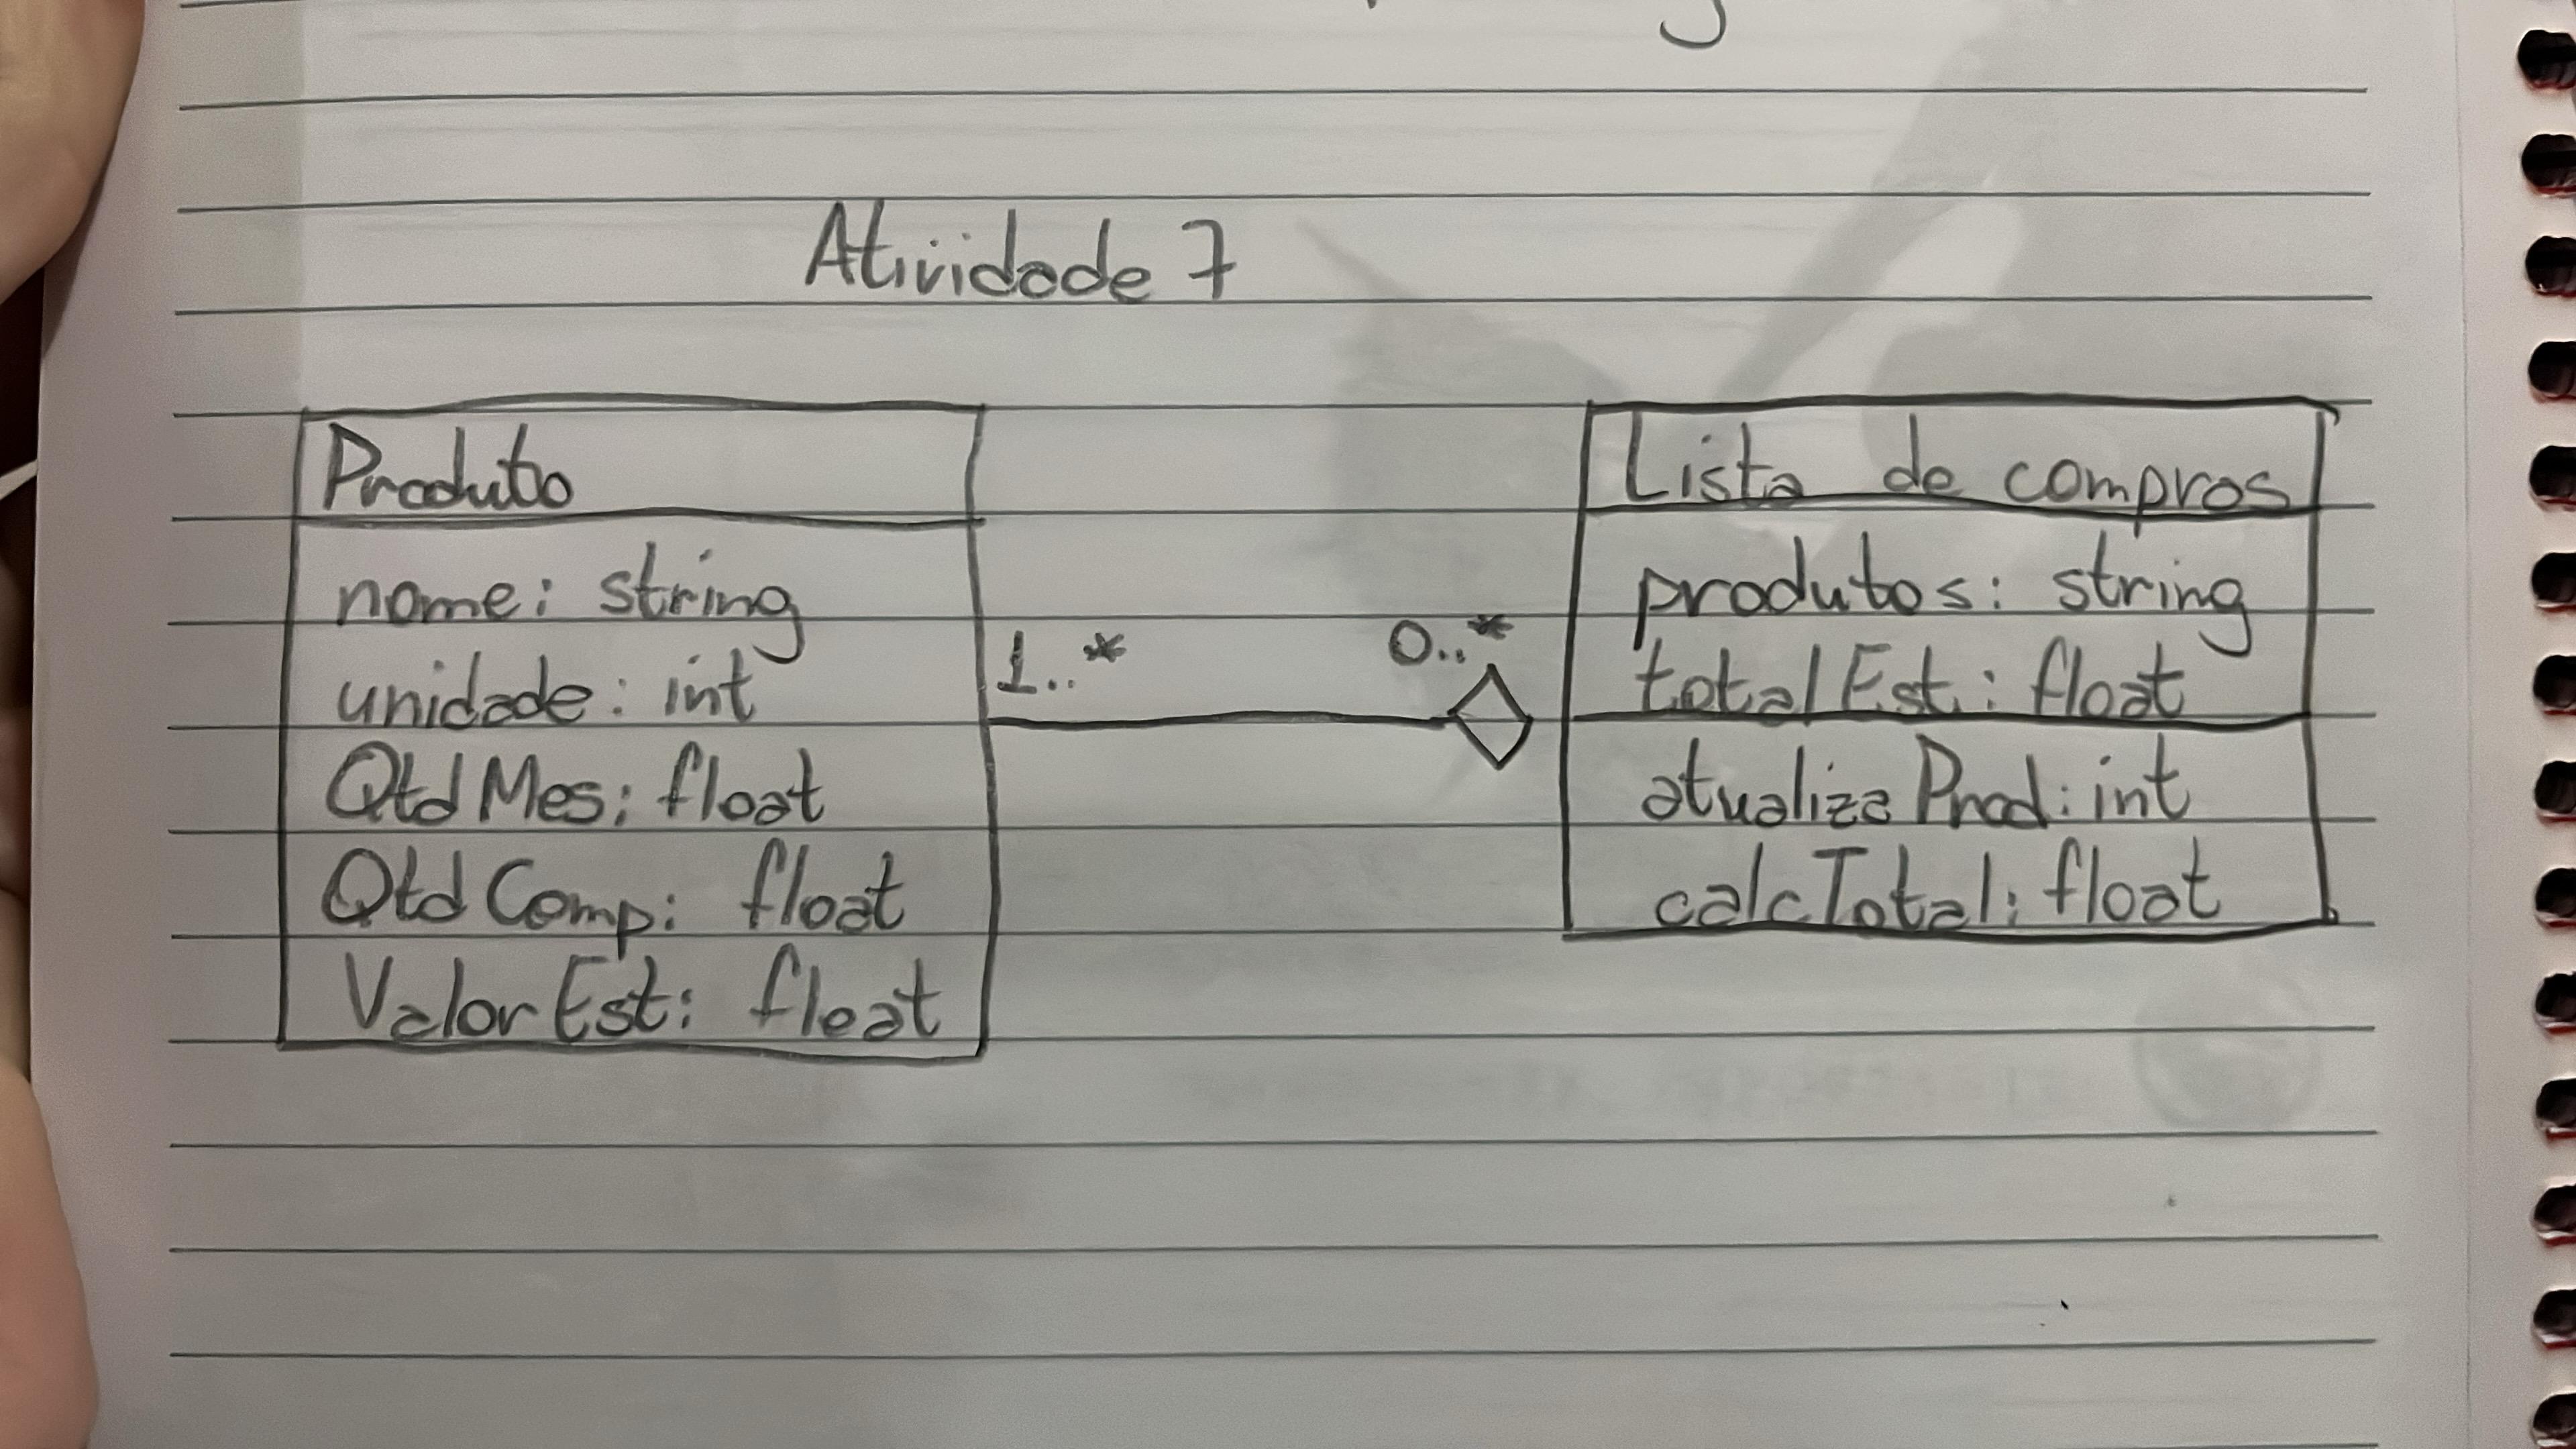 Atividade 7
Produto
nome: string
unidade: int
QtdMes: float
QtdComp: float
ValorEst: float
1..*
0..*
Lista de compras
produtos: string
totalEst: float
atualizaProd: int
calcTotal: float